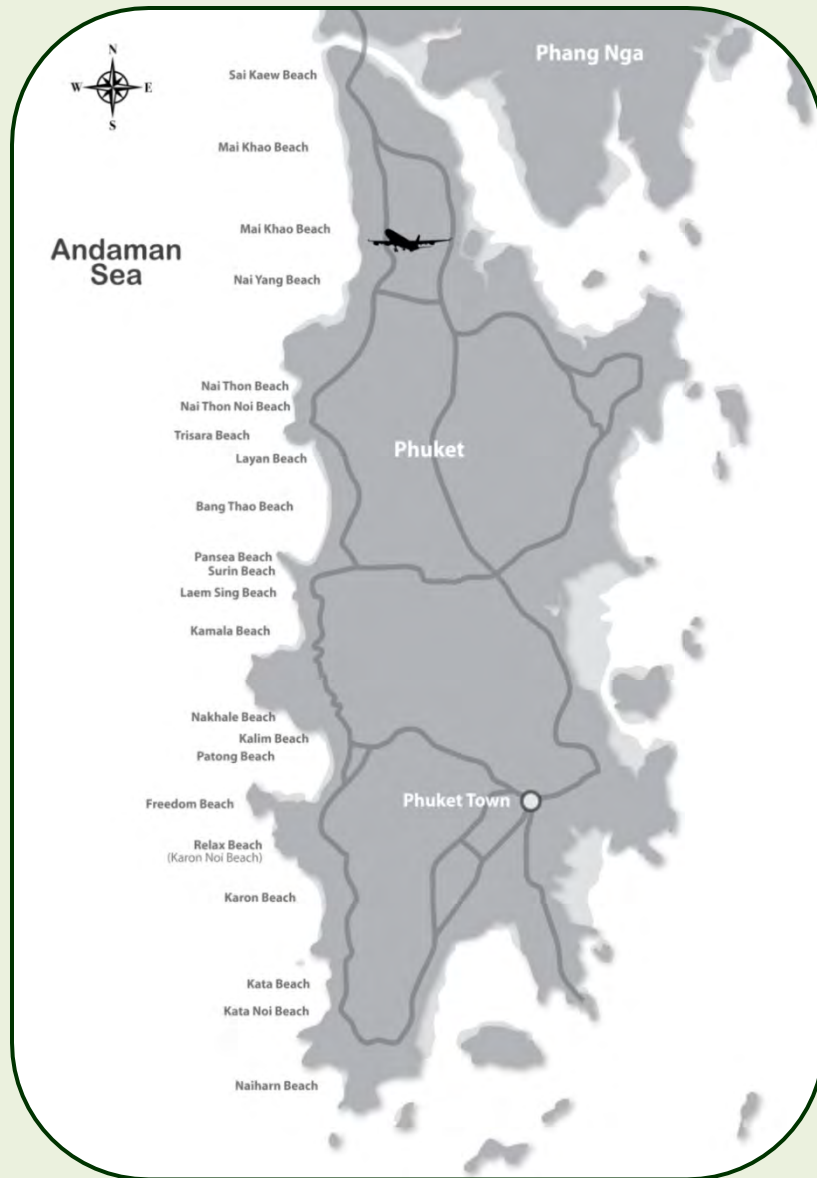 N
W E
S
Phang Nga
Sai Kaew Beach
Mai Khao Beach
Mai Khao Beach
Andaman
Sea
Nai Yang Beach
Nai Thon Beach
Nai Thon Noi Beach
Trisara Beach
Phuket
Layan Beach
Bang Thao Beach
Pansea Beach
Surin Beach
Laem Sing Beach
Kamala Beach
Nakhale Beach
Kalim Beach
Patong Beach
Phuket Town
Freedom Beach
Relax Beach
(Karon Noi Beach)
Karon Beach
Kata Beach
Kata Noi Beach
Naiharn Beach